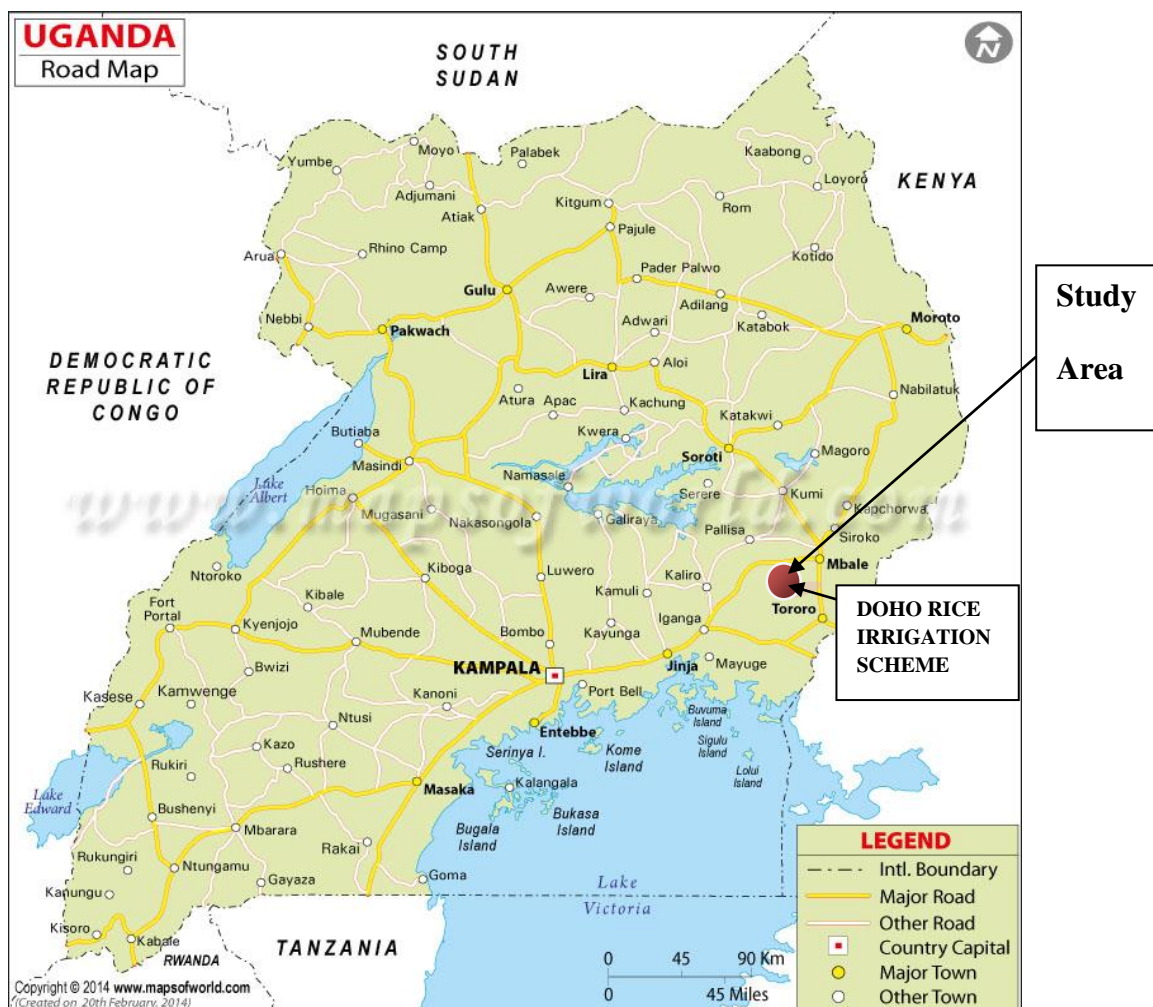 UGANDA
Road Map
SOUTH
SUDAN
N
Kaabong
Moyo
Palabek
Yumbe
Loyoro
KENYA
Adjumani
Kitgum
Rom
Atiak
Pajule
Arua
Rhino Camp
Kotido
Pader Palwo
Gulu
Awere
Adilang
Nebbi
Pakwach
Adwari
Katabok
Moroto
Study
Area
DEMOCRATIC
REPUBLIC OF
CONGO
Lira
Aloi
Atura
Apac
Kachung
Nabilatuk
Katakwi
Butiaba
Kwera
Masindi
Soroti
Magoro
Lake
Albert
Namasale
Hoima
Serere
Kumi
www.mapsofworld.com
Mugasani
Nakasongola
Galiraya
Kapchorwa
Pallisa
Siroko
Mbale
Ntoroko
Kiboga
Luwero
Kaliro
Kamuli
Kibale
Tororo
DOHO RICE
IRRIGATION
SCHEME
Fort
Portal
Kyenjojo
Mubende
Bombo
Kayunga
Iganga
Bwizi
KAMPALA
Jinja
Mayuge
Kasese
Kamwenge
Kanoni
Port Bell
Ntusi
Buvuma
Island
Entebbe
Sigulu
Island
Kazo
Serinya I.
Kome
Island
Lolui
Island
Rukiri
Rushere
Masaka
Kalangala
Lake
Edward
Bushenyi
Bukasa
Island
Mbarara
Bugala
Island
LEGEND
Rukungiri
Rakai
Intl. Boundary
Ntungamu
Gayaza
Goma
Kanungu
Lake
Victoria
Major Road
Other Road
Kisoro
Kabale
Country Capital
RWANDA
TANZANIA
0 45 90 Km
Major Town
0 45 Miles
Other Town
Copyright © 2014 www.mapsofworld.com
(Created on 20th February, 2014)